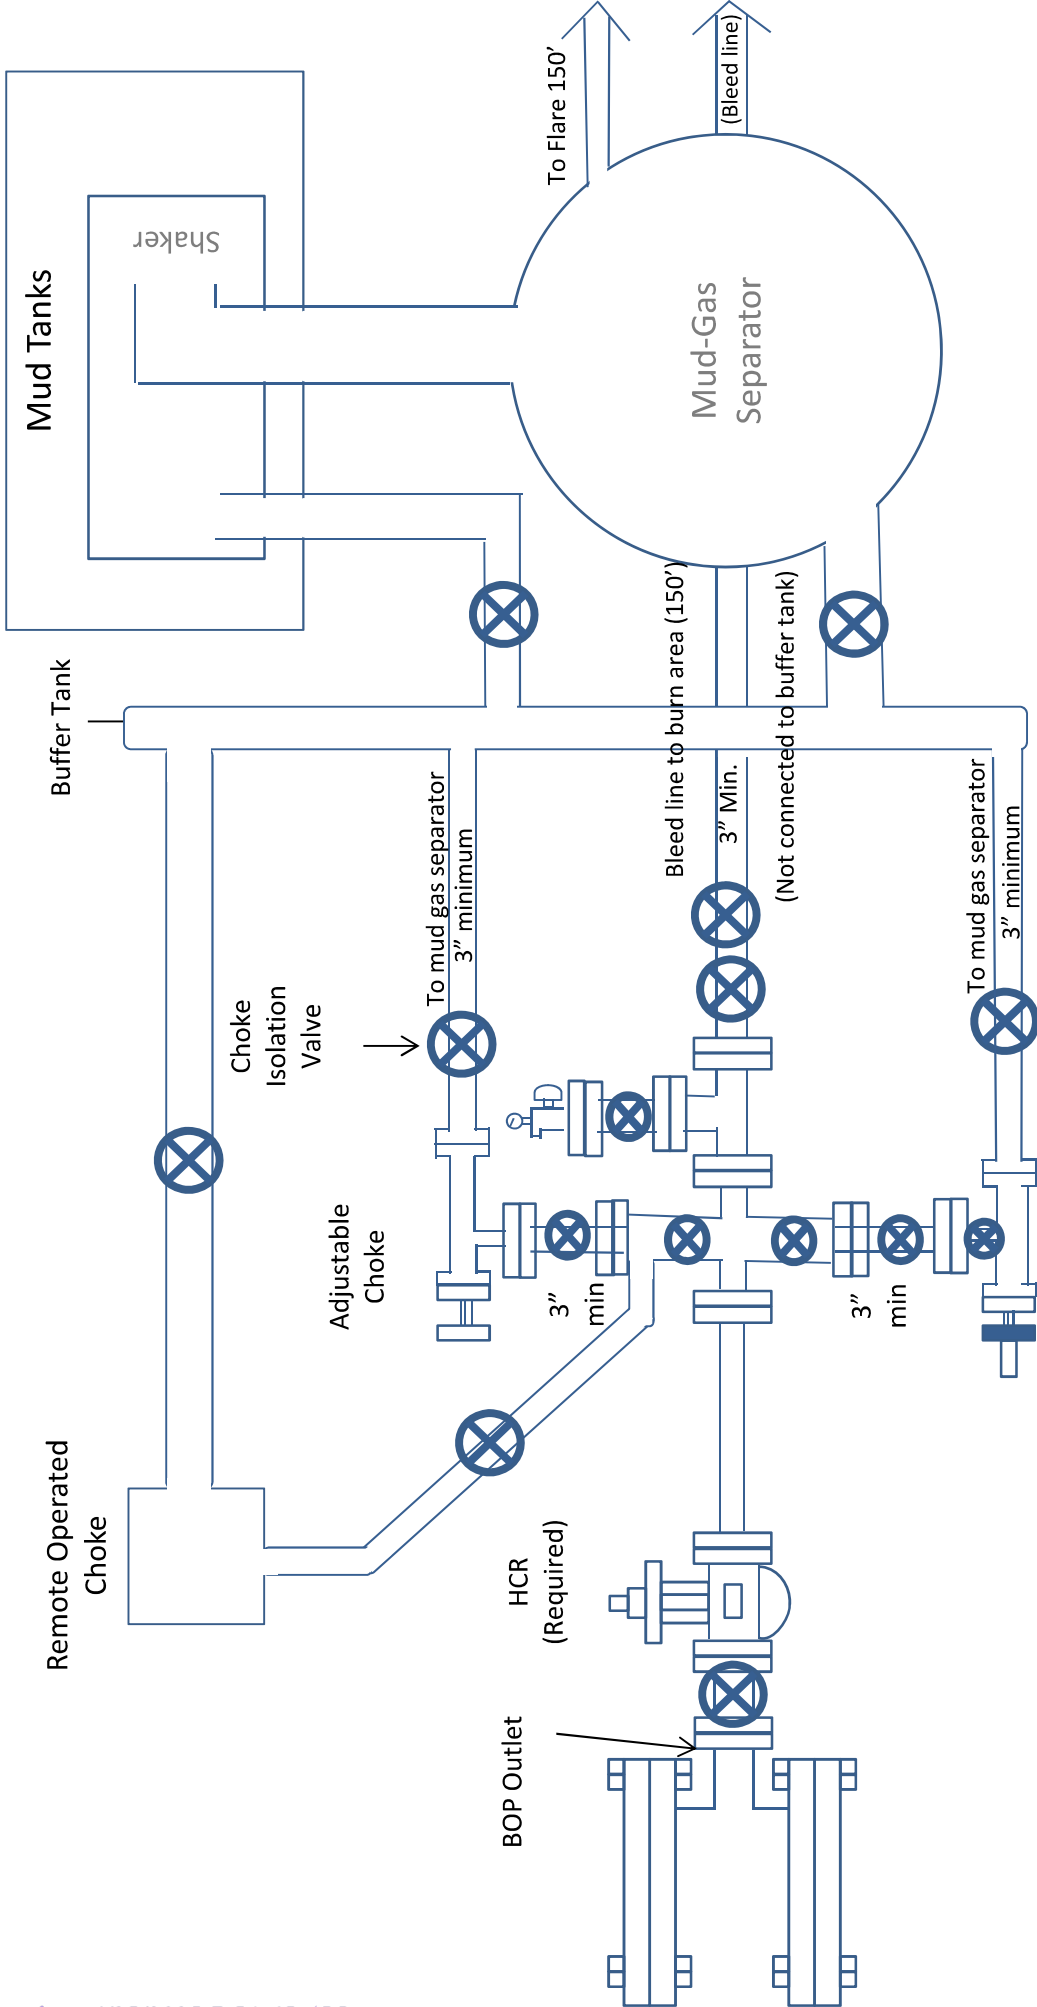 Mud Tanks
Shaker
To Flare 150’
(Bleed line)
Mud-Gas
Separator
Buffer Tank
Bleed line to burn area (150’)
3” Min.
(Not connected to buffer tank)
To mud gas separator
3” minimum
To mud gas separator
3” minimum
Choke
Isolation
Valve
Adjustable
Choke
3”
min
3”
min
Remote Operated
Choke
HCR
(Required)
BOP Outlet